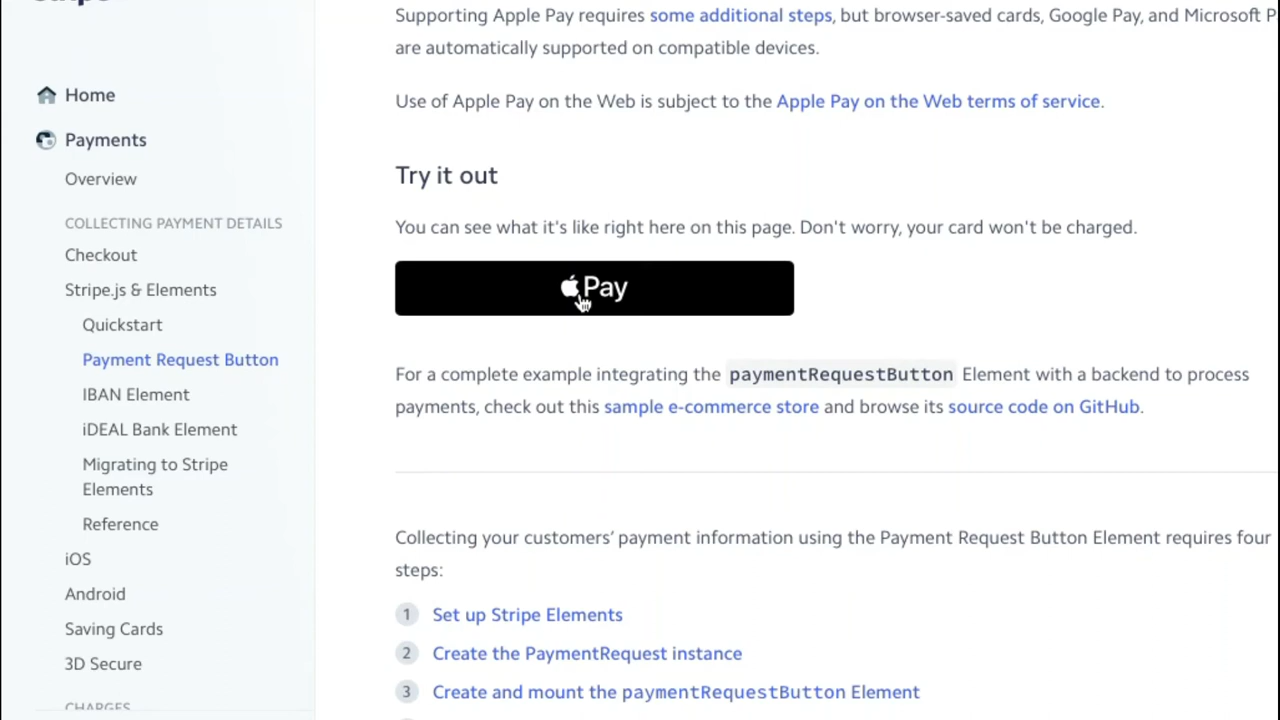 Home
Payments
Overview
COLLECTING PAYMENT DETAILS
Checkout
Stripe.js & Elements
Quickstart
Payment Request Button
IBAN Element
iDEAL Bank Element
Migrating to Stripe
Elements
Reference
iOS
Android
Saving Cards
3D Secure
CHARGES
Supporting Apple Pay requires some additional steps, but browser-saved cards, Google Pay, and Microsoft P
are automatically supported on compatible devices.
Use of Apple Pay on the Web is subject to the Apple Pay on the Web terms of service.
Try it out
You can see what it's like right here on this page. Don't worry, your card won't be charged.
Pay
For a complete example integrating the paymentRequestButton Element with a backend to process
payments, check out this sample e-commerce store and browse its source code on GitHub.
Collecting your customers’ payment information using the Payment Request Button Element requires four
steps:
1 Set up Stripe Elements
2 Create the PaymentRequest instance
3 Create and mount the paymentRequestButton Element